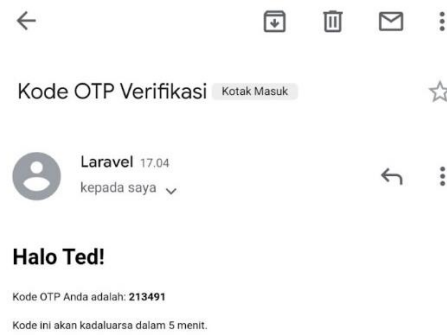 Kode OTP Verifikasi Kotak Masuk
Laravel 17.04
kepada saya
Halo Ted!
Kode OTP Anda adalah: 213491
Kode ini akan kadaluarsa dalam 5 menit.